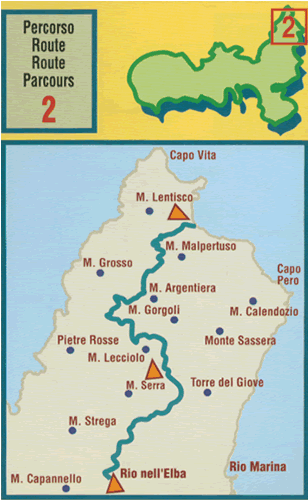 Percorso
Route
Route
Parcours
2
2
Capo Vita
M. Lentisco
M. Malpertuso
M. Grosso
Capo
Pero
M. Argentiera
M. Calendozio
M. Gorgoli
Monte Sassera
Pietre Rosse
M. Lecciolo
M. Serra
Torre del Giove
M. Strega
Rio nell'Elba
Rio Marina
M. Capannello